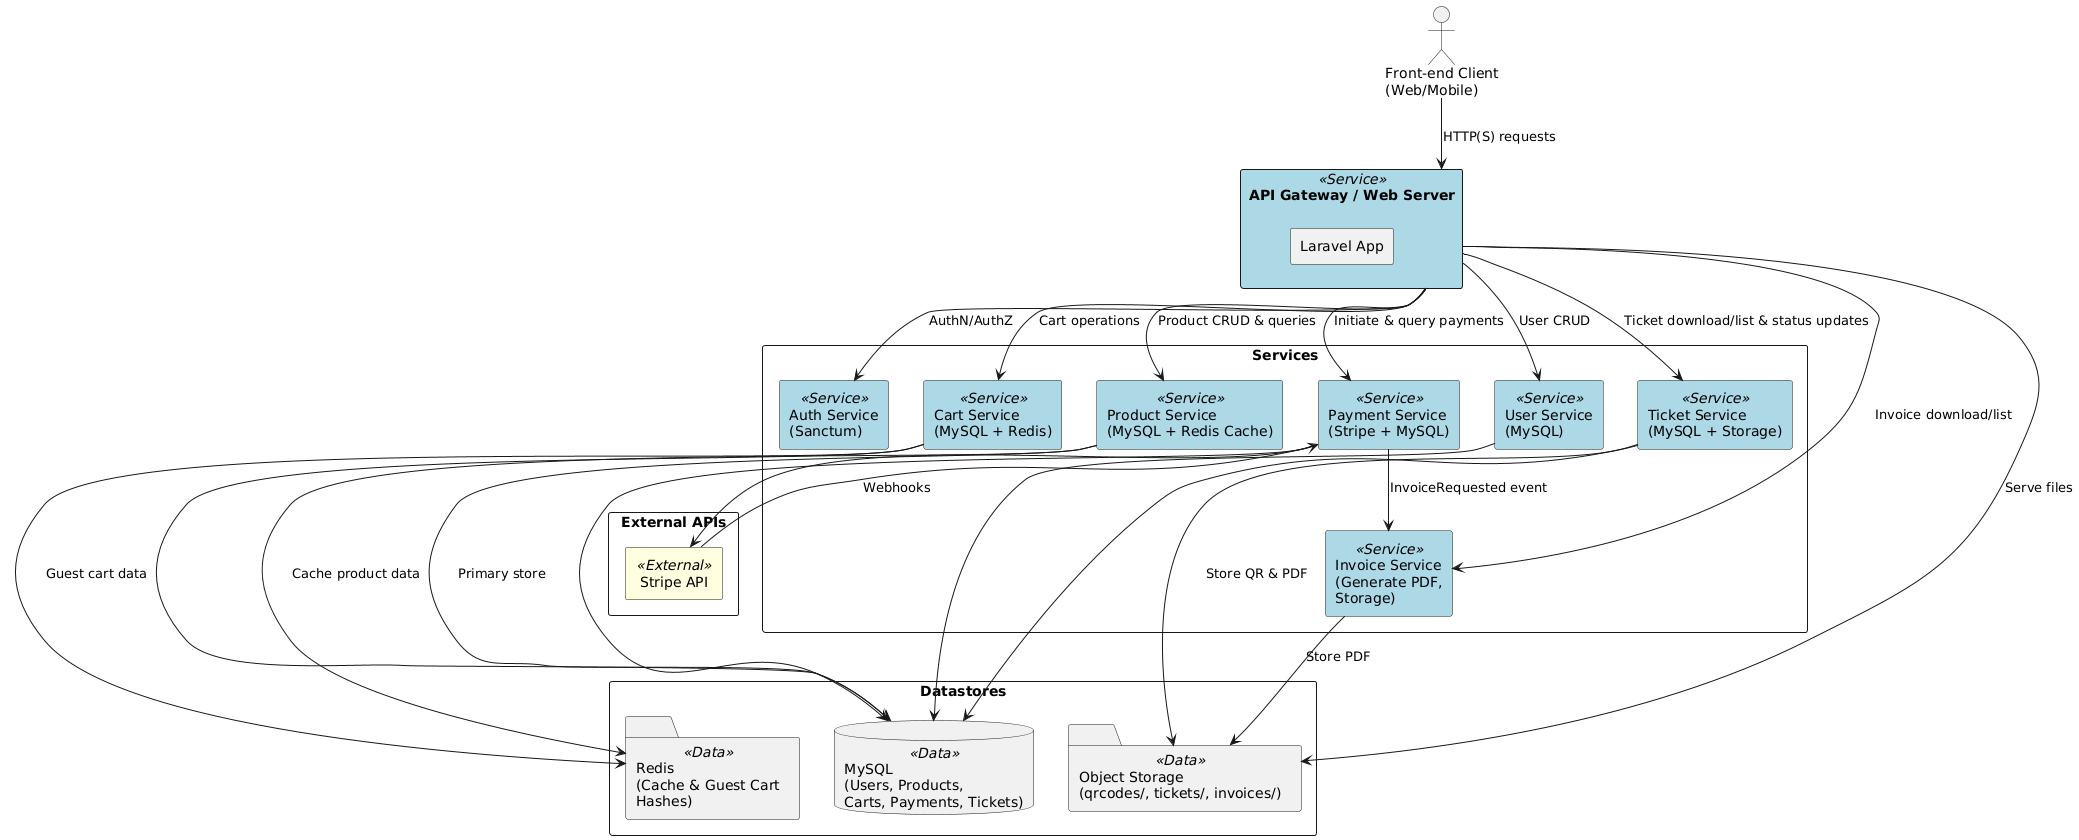 Front-end Client
(Web/Mobile)
HTTP(S) requests
«Service»
API Gateway / Web Server
Laravel App
AuthN/AuthZ
Cart operations
Product CRUD & queries
Initiate & query payments
User CRUD
Ticket download/list & status updates
Services
«Service»
Auth Service
(Sanctum)
«Service»
Cart Service
(MySQL + Redis)
«Service»
Product Service
(MySQL + Redis Cache)
«Service»
Payment Service
(Stripe + MySQL)
«Service»
User Service
(MySQL)
«Service»
Ticket Service
(MySQL + Storage)
Invoice download/list
Webhooks
InvoiceRequested event
Serve files
External APIs
«External»
Stripe API
«Service»
Invoice Service
(Generate PDF,
Storage)
Guest cart data
Cache product data
Primary store
Store QR & PDF
Store PDF
Datastores
«Data»
Redis
(Cache & Guest Cart
Hashes)
«Data»
MySQL
(Users, Products,
Carts, Payments, Tickets)
«Data»
Object Storage
(qrcodes/, tickets/, invoices/)